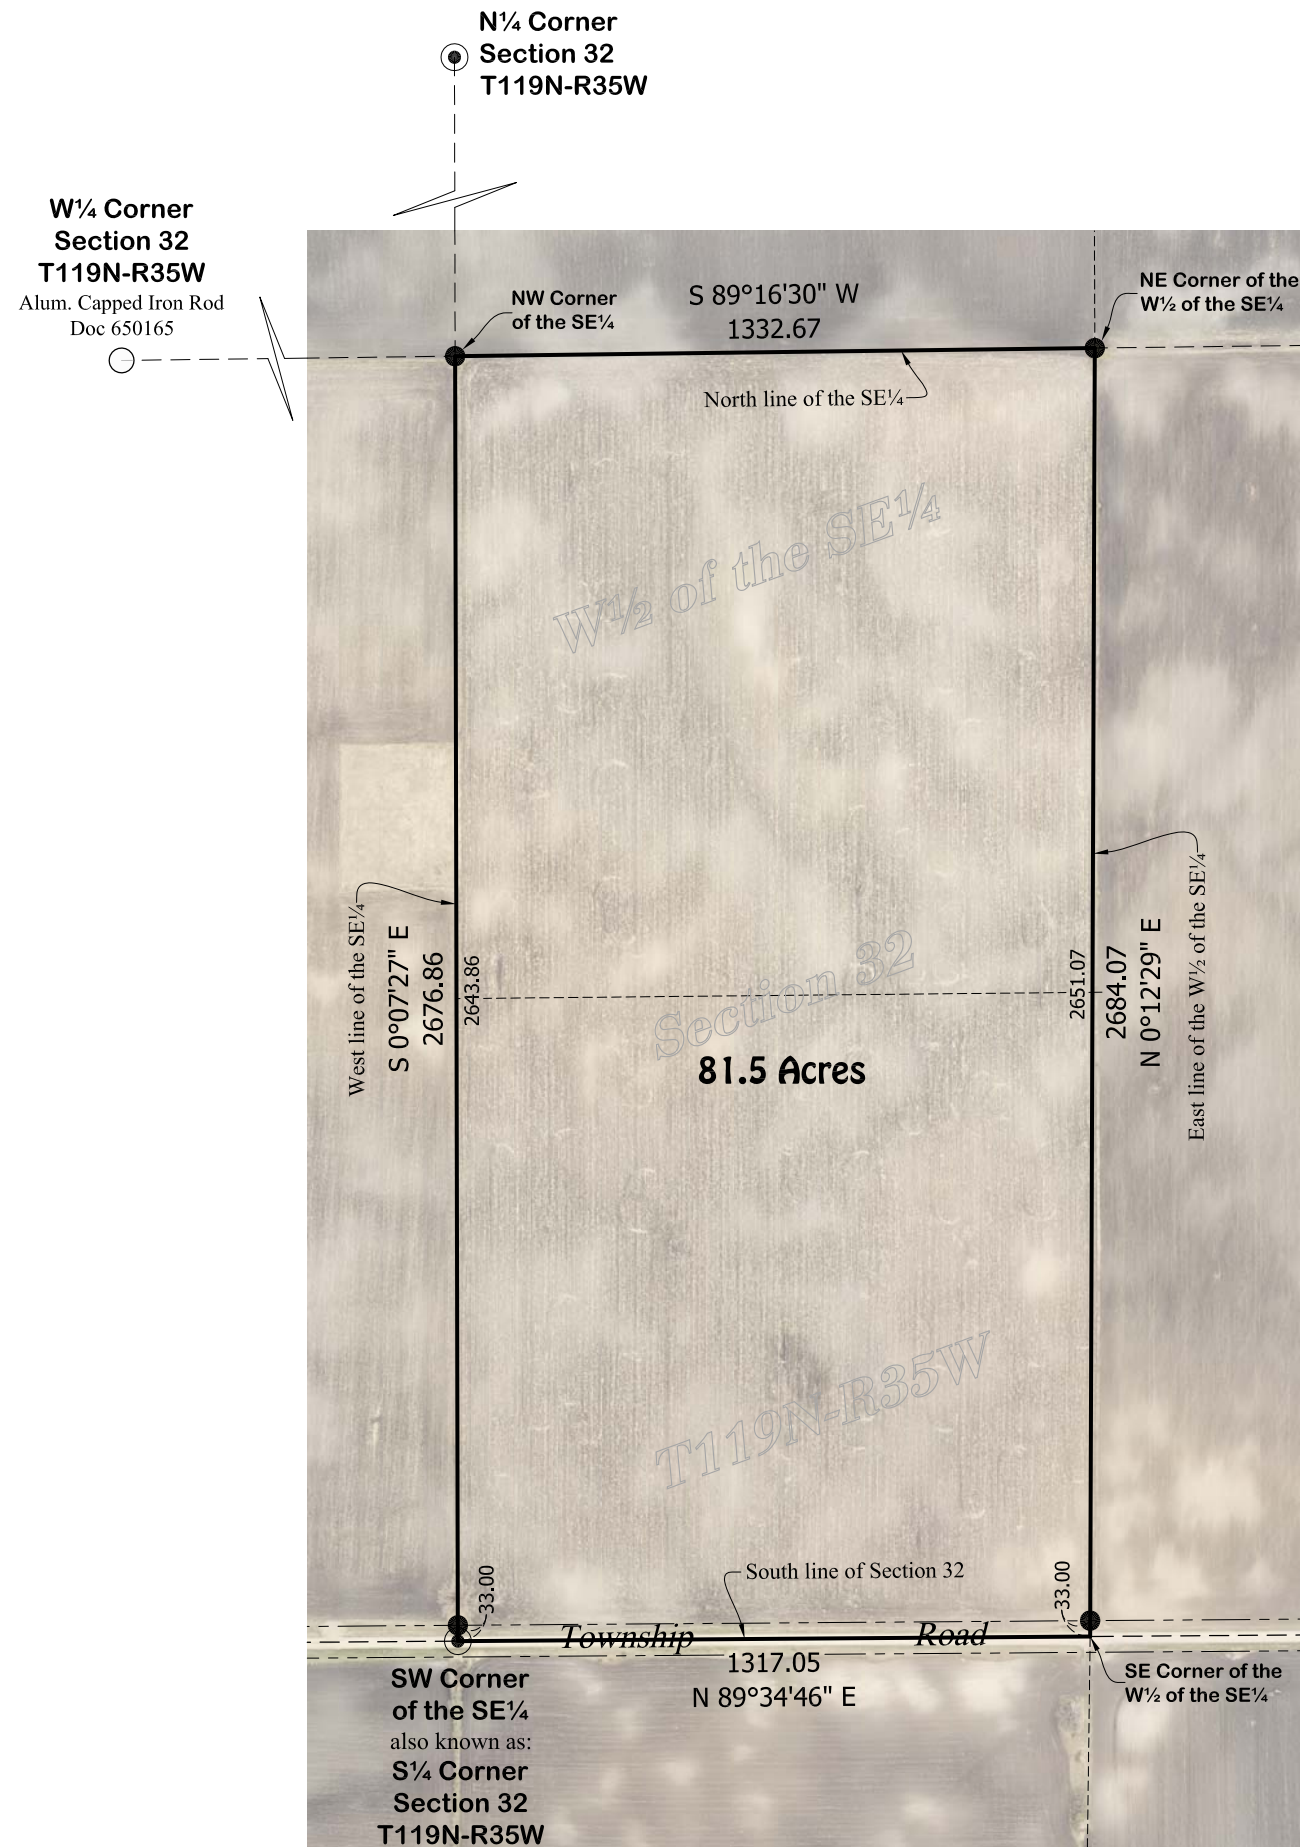 N¼ Corner
Section 32
T119N-R35W
W¼ Corner
Section 32
T119N-R35W
Alum. Capped Iron Rod
Doc 650165
NW Corner
of the SE¼
S 89°16'30" W
1332.67
NE Corner of the
W½ of the SE¼
North line of the SE¼
W½ of the SE¼
West line of the SE¼
S 0°07'27" E
2676.86
2643.86
Section 32
81.5 Acres
2651.07
2684.07
N 0°12'29" E
East line of the W½ of the SE¼
T119N-R35W
33.00
South line of Section 32
33.00
Township Road
1317.05
N 89°34'46" E
SW Corner
of the SE¼
also known as:
S¼ Corner
Section 32
T119N-R35W
SE Corner of the
W½ of the SE¼